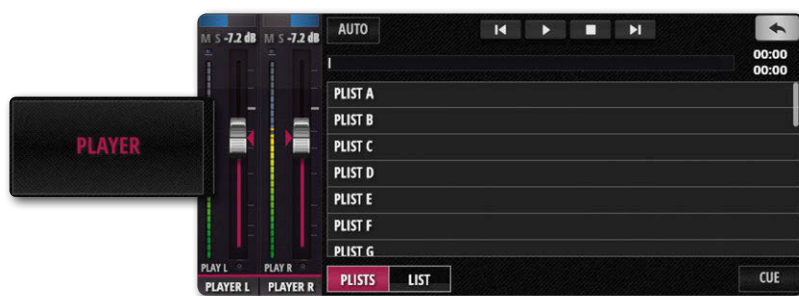 PLAYER
M S -7.2 dB M S -7.2 dB
AUTO
00:00
00:00
PLIST A
PLIST B
PLIST C
PLIST D
PLIST E
PLIST F
PLIST G
PLAY L PLAY R
PLAYER L PLAYER R
PLISTS LIST CUE